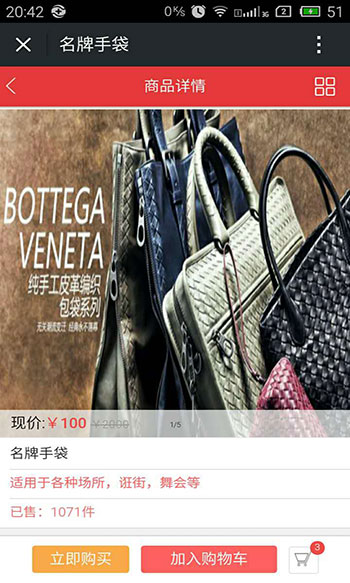 20:42 0K/s 3G 2 51
名牌手袋
商品详情
BOTTEGA
VENETA
纯手工皮革编织
包袋系列
现价:￥100 ￥2999 1/5
名牌手袋
适用于各种场所，诳街，舞会等
已售：1071件
立即购买 加入购物车 3